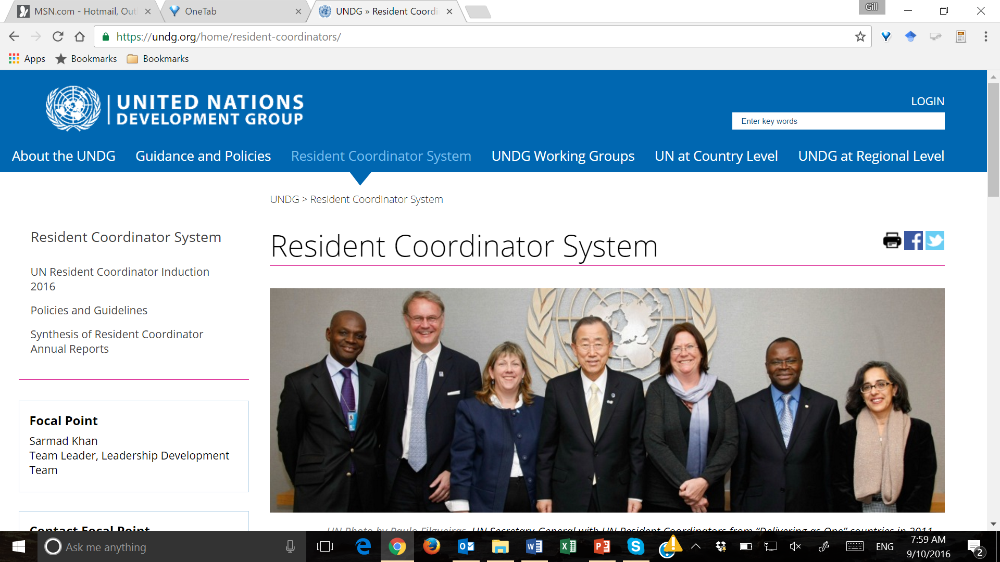 MSN.com - Hotmail, Out
OneTab
UNDG » Resident Coordi
Gill
https://undg.org/home/resident-coordinators/
Apps
Bookmarks
Bookmarks
UNITED NATIONS
DEVELOPMENT GROUP
LOGIN
Enter key words
About the UNDG
Guidance and Policies
Resident Coordinator System
UNDG Working Groups
UN at Country Level
UNDG at Regional Level
UNDG > Resident Coordinator System
Resident Coordinator System
UN Resident Coordinator Induction
2016
Policies and Guidelines
Synthesis of Resident Coordinator
Annual Reports
Focal Point
Sarmad Khan
Team Leader, Leadership Development
Team
Contact Focal Point
Resident Coordinator System
UN Photo by Paulo Filgueiras. UN Secretary-General with UN Resident Coordinators from “Delivering as One” countries in 2011
Ask me anything
ENG
7:59 AM
9/10/2016
2